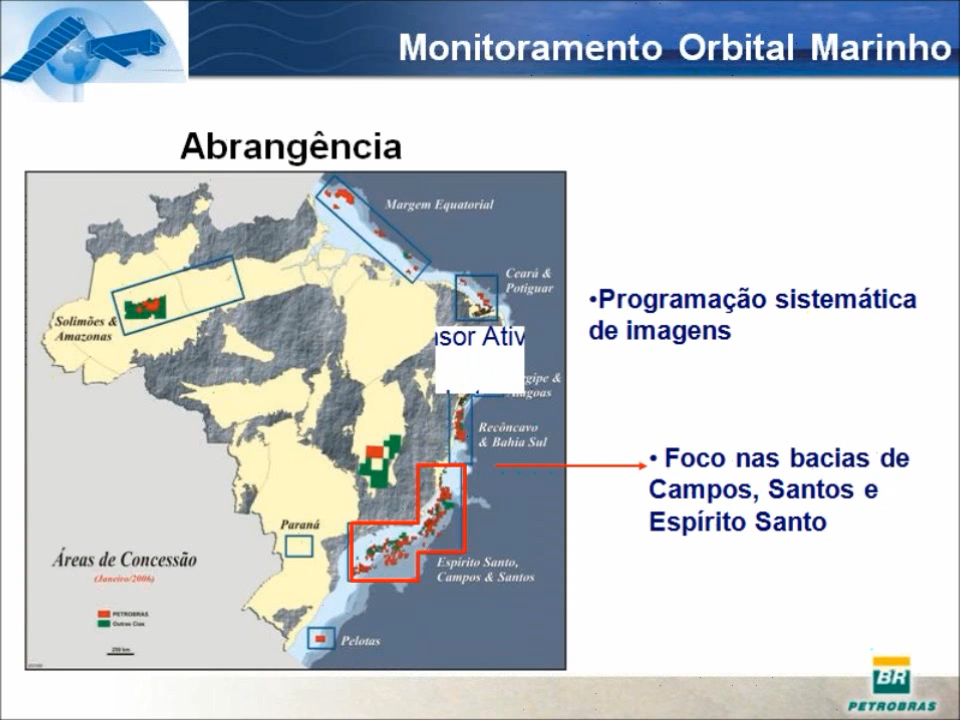 Monitoramento Orbital Marinho
Abrangência
Margem Equatorial
Ceará &
Potiguar
Solimões &
Amazonas
nsor Ativ
rgipe &
Alagoas
Recôncavo
& Bahia Sul
Paraná
Áreas de Concessão
(Janeiro/2006)
PETROBRAS
Outras Cias
250 km
Espírito Santo,
Campos & Santos
Pelotas
•Programação sistemática
de imagens
• Foco nas bacias de
Campos, Santos e
Espírito Santo
BR
PETROBRAS